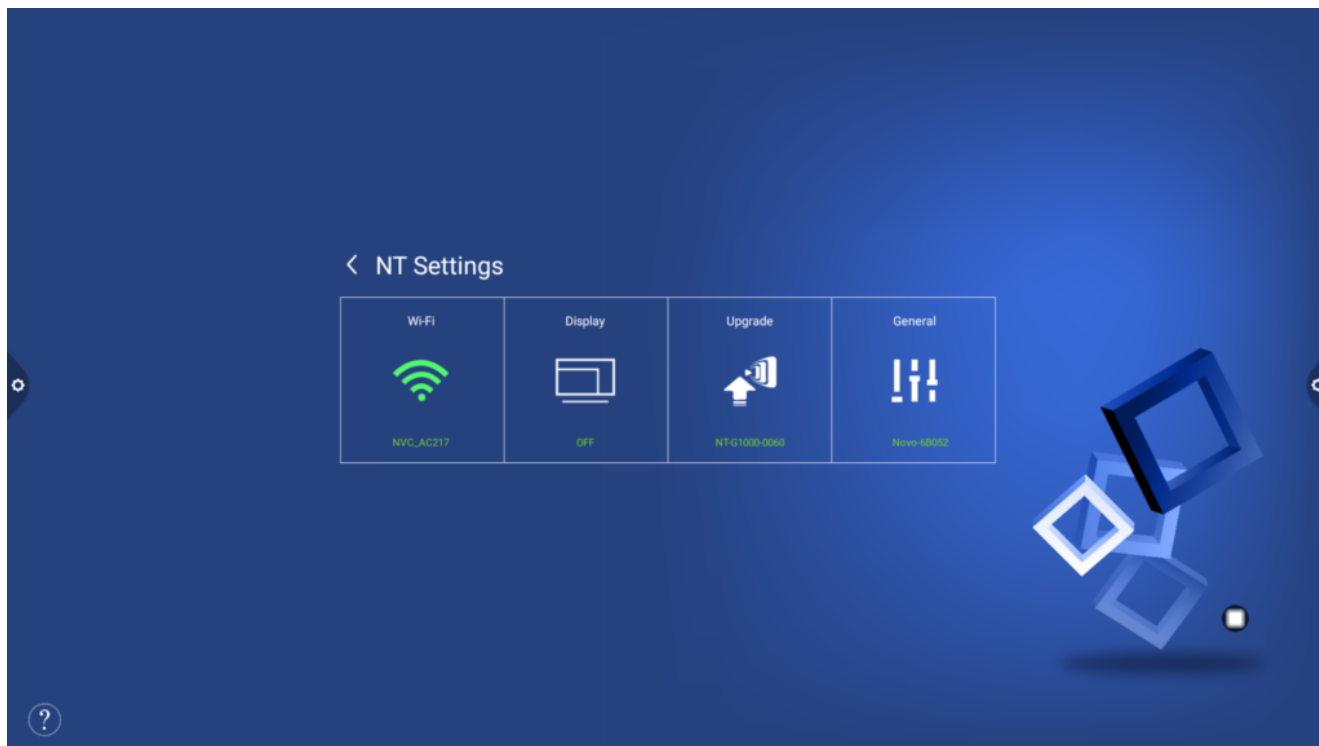 NT Settings
Wi-Fi
Display
Upgrade
General
NVC_AC217
OFF
NT-G1000-0060
Novo-6B052
?